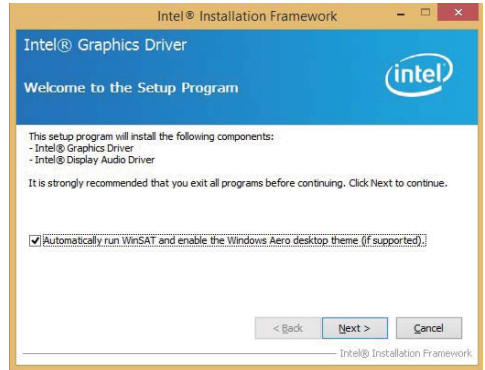 Intel® Installation Framework
Intel® Graphics Driver
Welcome to the Setup Program
intel
This setup program will install the following components:
- Intel® Graphics Driver
- Intel® Display Audio Driver
It is strongly recommended that you exit all programs before continuing. Click Next to continue.
Automatically run WinSAT and enable the Windows Aero desktop theme (if supported).
< Back Next > Cancel
Intel® Installation Framework